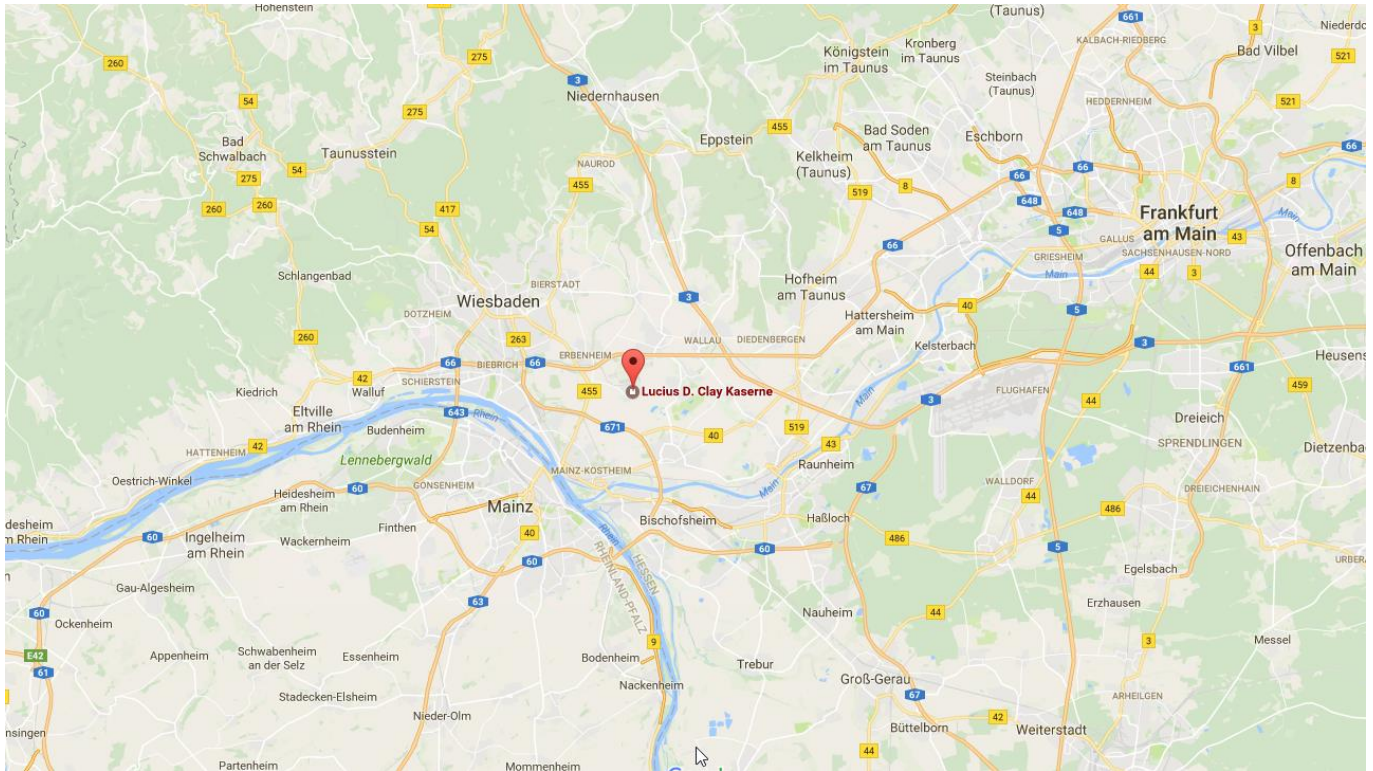 Hohenstein
(Taunus)
661
3
Niederdo
260
275
KALBACH-RIEDBERG
Bad Vilbel
521
Königstein
im Taunus
Kronberg
im Taunus
3
Niedernhausen
Steinbach
(Taunus)
HEDDERNHEIM
521
54
275
455
Bad
Schwalbach
Taunusstein
Eppstein
Bad Soden
am Taunus
Eschborn
66
NAUROD
Kelkheim
(Taunus)
54
275
455
519
8
66
66
8
260
260
417
648
648
Frankfurt
am Main
Main
54
5
GALLUS
43
66
SACHSENHAUSEN-NORD
Offenbach
am Main
GRIESHEIM
Main
44
3
Schlangenbad
BIERSTADT
Hofheim
am Taunus
Wiesbaden
3
40
5
DOTZHEIM
Hattersheim
am Main
260
263
WALLAU
DIEDENBERGEN
Kelsterbach
3
66
BIEBRICH
66
ERBENHEIM
Heusens
661
42
SCHIERSTEIN
Kiedrich
Walluf
455
Lucius D. Clay Kaserne
Main
FLUGHAFEN
459
3
44
Eltville
am Rhein
643
Rhein
Dreieich
Budenheim
671
40
519
43
SPRENDLINGEN
HATTENHEIM
42
Dietzenba
Lennebergwald
MAINZ-KOSTHEIM
Raunheim
Oestrich-Winkel
GONSENHEIM
60
Heidesheim
am Rhein
Main
67
WALLDORF
DREIEICHENHAIN
44
Mainz
486
desheim
m Rhein
Bischofsheim
Haßloch
Finthen
40
Rhein
60
Ingelheim
am Rhein
Wackernheim
486
5
60
60
HESSEN
RHEINLAND-PFALZ
URBERA
Egelsbach
Gau-Algesheim
63
Erzhausen
60
Nauheim
44
Ockenheim
9
3
Messel
E42
Appenheim
Schwabenheim
an der Selz
Essenheim
Bodenheim
Trebur
61
Nackenheim
Groß-Gerau
Stadecken-Elsheim
67
ARHEILGEN
Nieder-Olm
42
nsingen
Büttelborn
Weiterstadt
44
Partenheim
Mommenheim